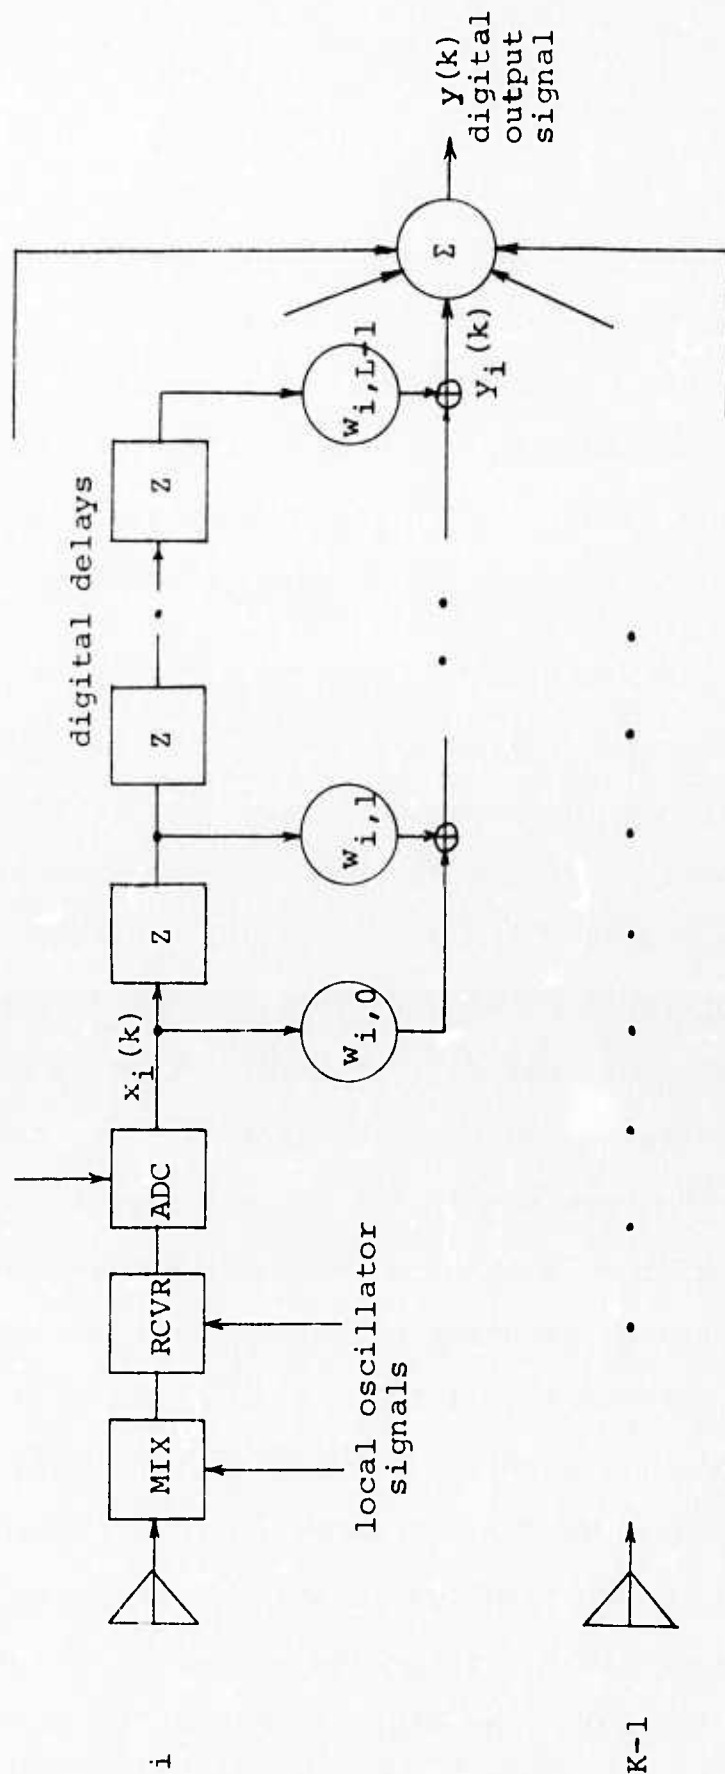 i
MIX
RCVR
ADC
x_i(k)
Z
Z
digital delays
Z
local oscillator
signals
w_i,0
w_i,1
w_i,L-1
Y_i(k)
Σ
y(k)
digital
output
signal
K-1